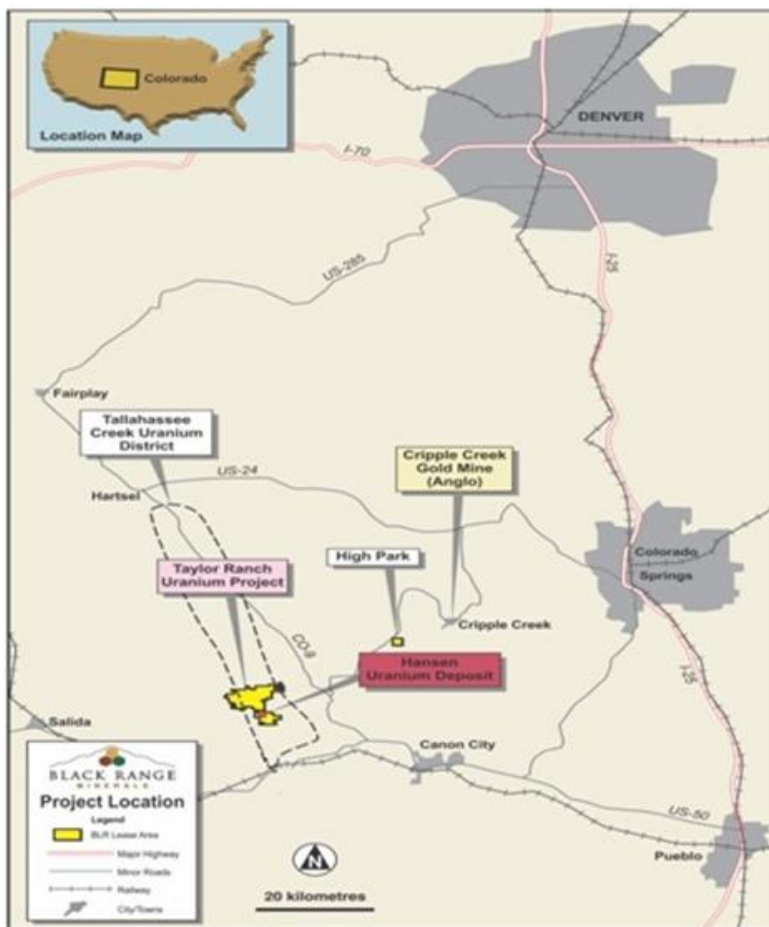 Colorado
Location Map
DENVER
I-70
I-25
US-285
Fairplay
Tallahassee
Creek Uranium
District
US-24
Cripple Creek
Gold Mine
(Anglo)
Hartsel
High Park
Colorado
Springs
Taylor Ranch
Uranium Project
Cripple Creek
CO-9
Hansen
Uranium Deposit
I-25
Salida
Canon City
BLACK RANGE
MINERALS
Project Location
Legend
BLR Lease Area
Major Highway
Minor Roads
Railway
City/Towns
US-50
Pueblo
N
20 kilometres